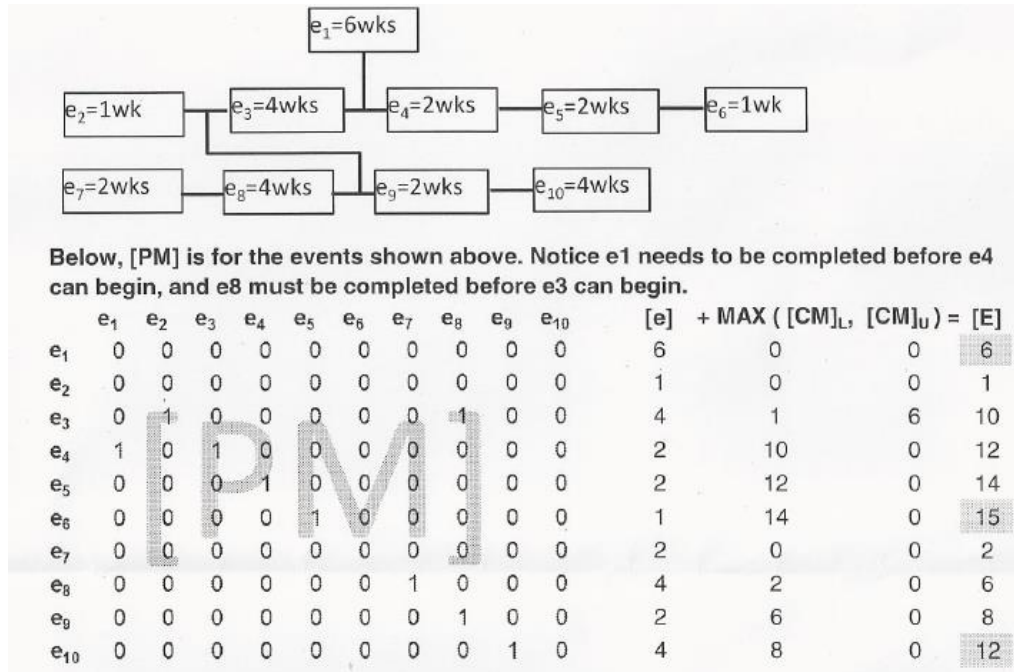 e₁=6wks
e₂=1wk e₃=4wks e₄=2wks e₅=2wks e₆=1wk
e₇=2wks e₈=4wks e₉=2wks e₁₀=4wks
Below, [PM] is for the events shown above. Notice e1 needs to be completed before e4
can begin, and e8 must be completed before e3 can begin.
e₁ e₂ e₃ e₄ e₅ e₆ e₇ e₈ e₉ e₁₀ [e] + MAX ( [CM]L, [CM]U ) = [E]
e₁ 0 0 0 0 0 0 0 0 0 0 6 0 0 6
e₂ 0 0 0 0 0 0 0 0 0 0 1 0 0 1
e₃ 0 1 0 0 0 0 0 1 0 0 4 1 6 10
e₄ 1 0 1 0 0 0 0 0 0 0 2 10 0 12
e₅ 0 0 0 1 0 0 0 0 0 0 2 12 0 14
e₆ 0 0 0 0 1 0 0 0 0 0 1 14 0 15
e₇ 0 0 0 0 0 0 0 0 0 0 2 0 0 2
e₈ 0 0 0 0 0 0 1 0 0 0 4 2 0 6
e₉ 0 0 0 0 0 0 0 1 0 0 2 6 0 8
e₁₀ 0 0 0 0 0 0 0 0 1 0 4 8 0 12
[PM]